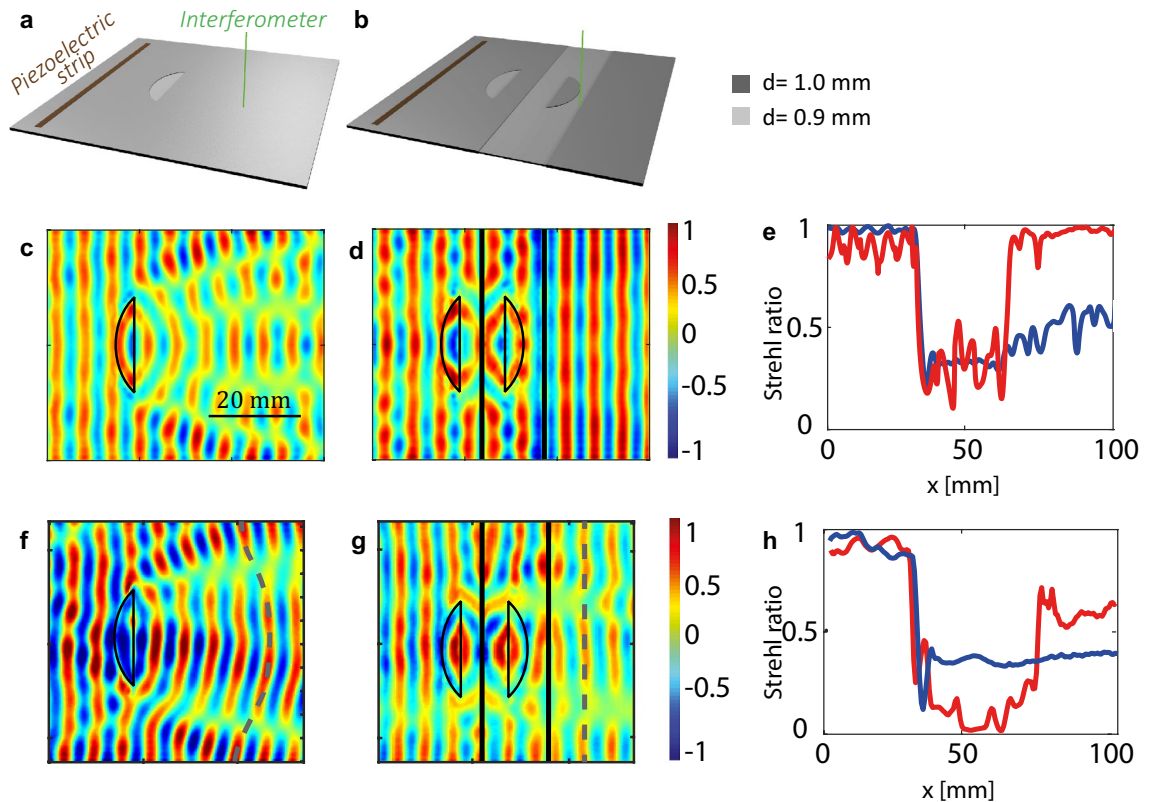 a
Piezoelectric
strip
Interferometer
b
d= 1.0 mm
d= 0.9 mm
c
20 mm
d
1
0.5
0
-0.5
-1
e
Strehl ratio
1
0.5
0
0
50
100
x [mm]
f
g
1
0.5
0
-0.5
-1
h
Strehl ratio
1
0.5
0
0
50
100
x [mm]